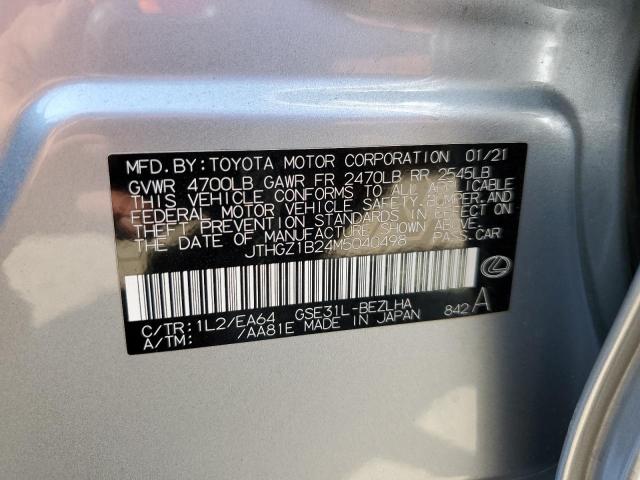 MFD. BY: TOYOTA MOTOR CORPORATION 01/21
GVWR 4700LB GAWR FR 2470LB RR 2545LB
THIS VEHICLE CONFORMS TO ALL APPLICABLE
FEDERAL MOTOR VEHICLE SAFETY, BUMPER, AND
THEFT PREVENTION STANDARDS IN EFFECT ON
THE DATE OF MANUFACTURE SHOWN ABOVE.
JTHGZ1B24M5040498 PASS.CAR
C/TR: 1L2/EA64 GSE31L-BEZLHA 842 A
A/TM: /AA81E MADE IN JAPAN